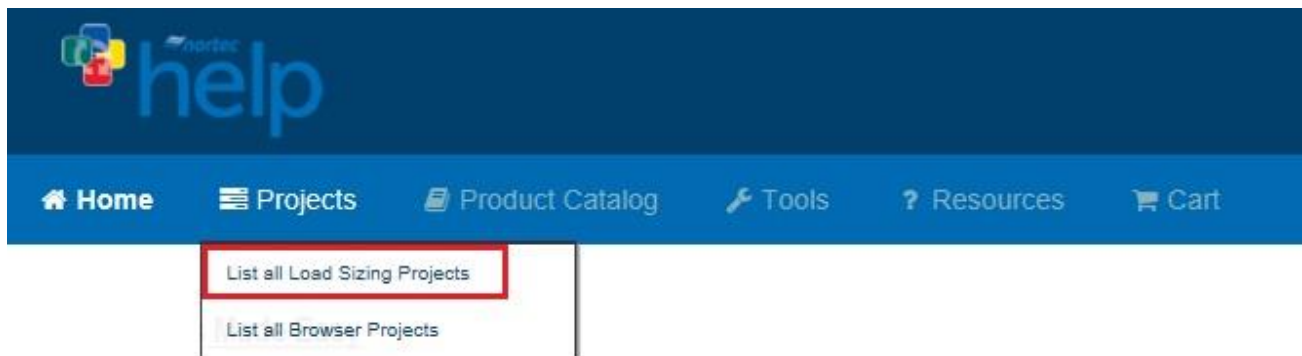 nortec
help
Home Projects Product Catalog Tools ? Resources Cart
List all Load Sizing Projects
List all Browser Projects